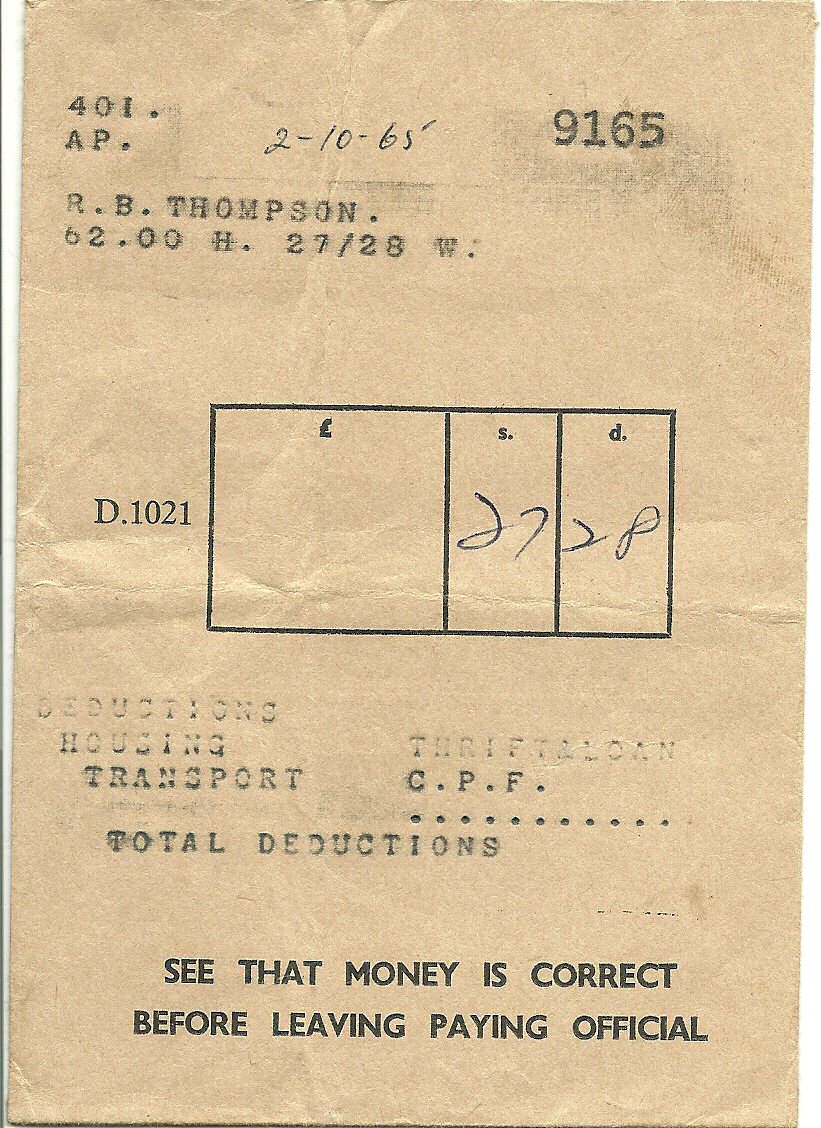 401.
AP. 2-10-65 9165
R.B.THOMPSON.
62.00 H. 27/28 W.
£ s. d.
D.1021 27 28
DEDUCTIONS
HOUSING THRIFT&LOAN
TRANSPORT C.P.F.
............
TOTAL DEDUCTIONS
SEE THAT MONEY IS CORRECT
BEFORE LEAVING PAYING OFFICIAL